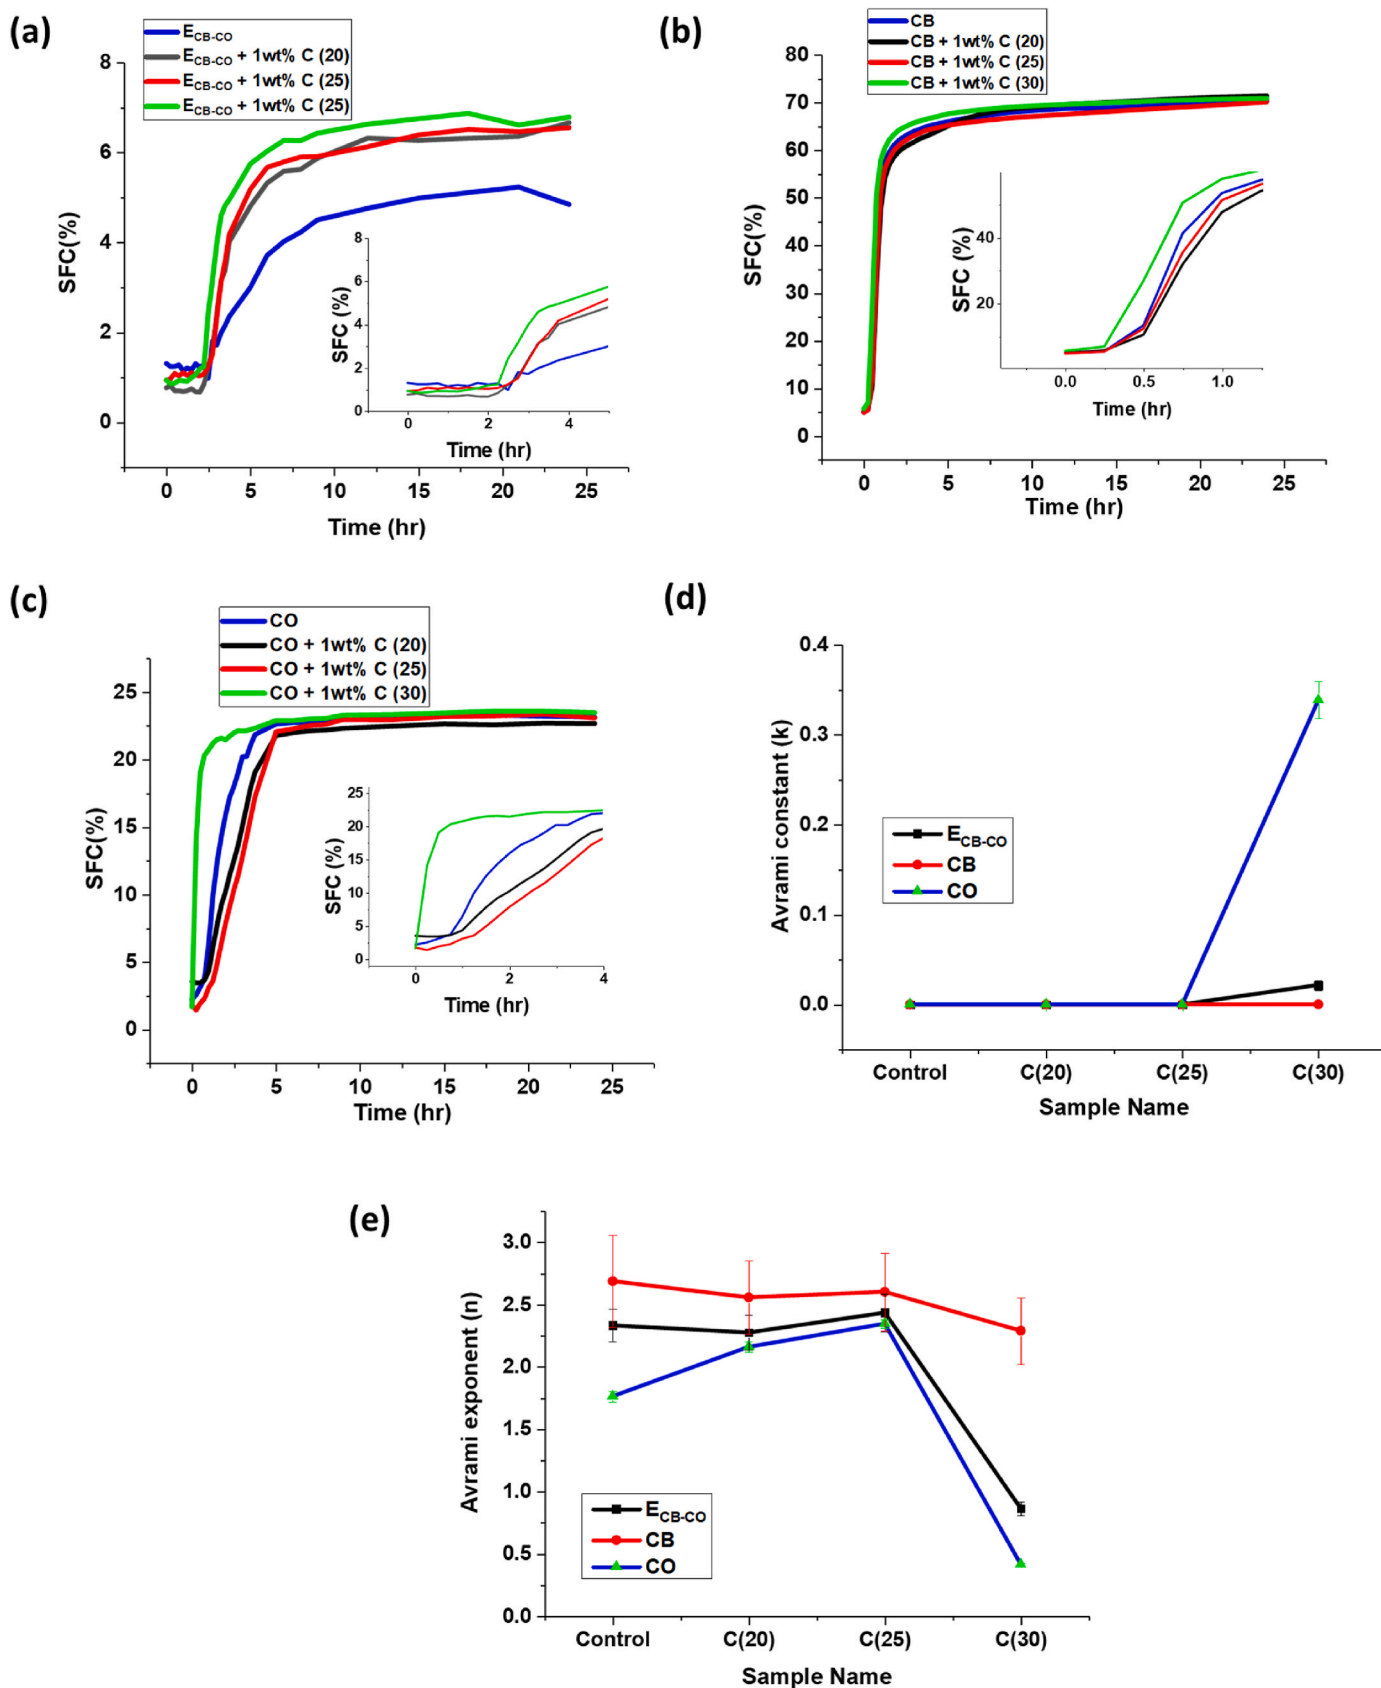 (a)
E_CB-CO
E_CB-CO + 1wt% C (20)
E_CB-CO + 1wt% C (25)
E_CB-CO + 1wt% C (25)
8
6
4
2
0
SFC(%)
0 5 10 15 20 25
Time (hr)
8
6
4
2
0
SFC (%)
0 2 4
Time (hr)
(b)
CB
CB + 1wt% C (20)
CB + 1wt% C (25)
CB + 1wt% C (30)
80
70
60
50
40
30
20
10
0
SFC(%)
0 5 10 15 20 25
Time (hr)
40
20
SFC (%)
0.0 0.5 1.0
Time (hr)
(c)
CO
CO + 1wt% C (20)
CO + 1wt% C (25)
CO + 1wt% C (30)
25
20
15
10
5
0
SFC(%)
0 5 10 15 20 25
Time (hr)
25
20
15
10
5
0
SFC (%)
0 2 4
Time (hr)
(d)
0.4
0.3
0.2
0.1
0.0
Avrami constant (k)
E_CB-CO
CB
CO
Control C(20) C(25) C(30)
Sample Name
(e)
3.0
2.5
2.0
1.5
1.0
0.5
0.0
Avrami exponent (n)
E_CB-CO
CB
CO
Control C(20) C(25) C(30)
Sample Name